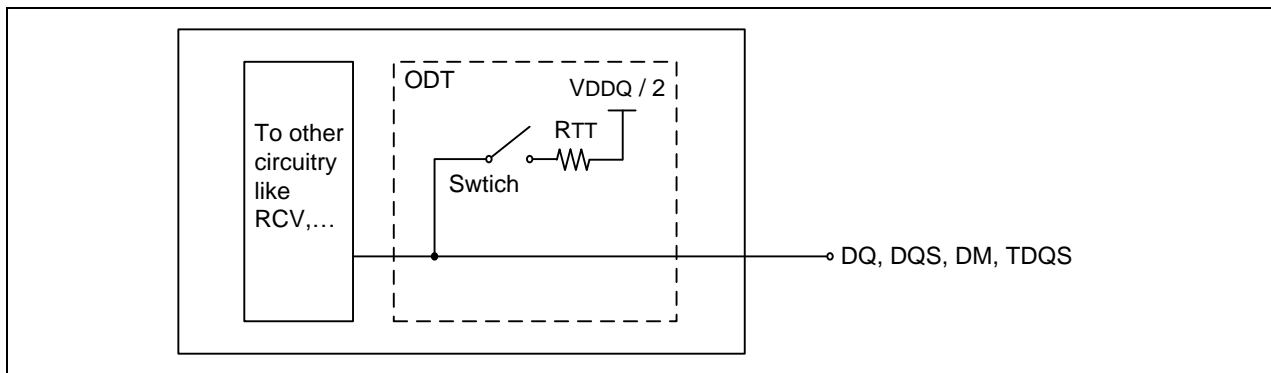 ODT
VDDQ / 2
To other
circuitry
like
RCV,…
RTT
Swtich
DQ, DQS, DM, TDQS